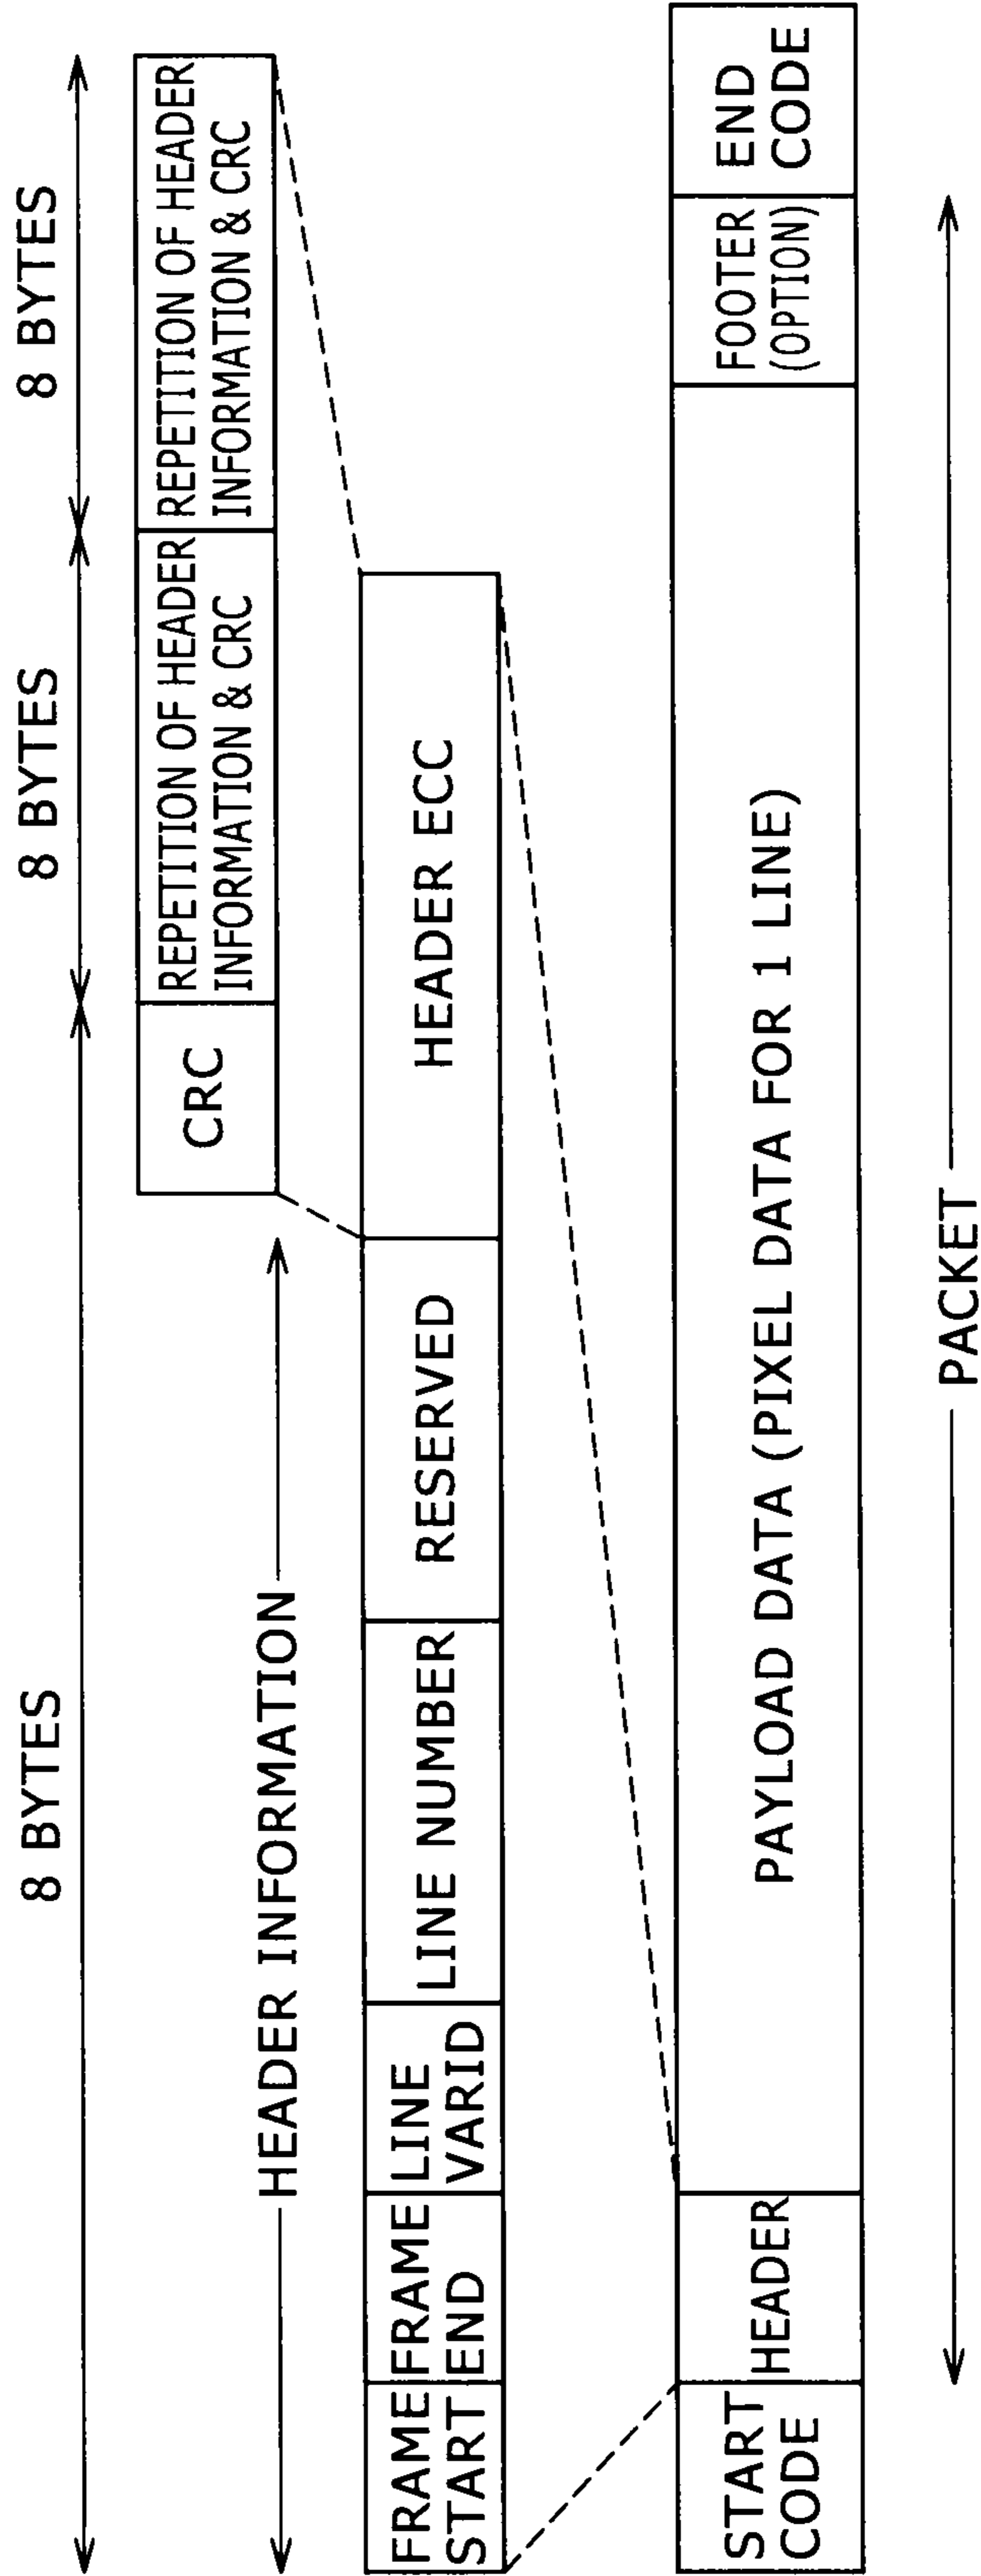 8 BYTES
8 BYTES
8 BYTES
HEADER INFORMATION
CRC
REPETITION OF HEADER
INFORMATION & CRC
REPETITION OF HEADER
INFORMATION & CRC
FRAME
START
FRAME
END
LINE
VARID
LINE NUMBER
RESERVED
HEADER ECC
START
CODE
HEADER
PAYLOAD DATA (PIXEL DATA FOR 1 LINE)
FOOTER
(OPTION)
END
CODE
PACKET